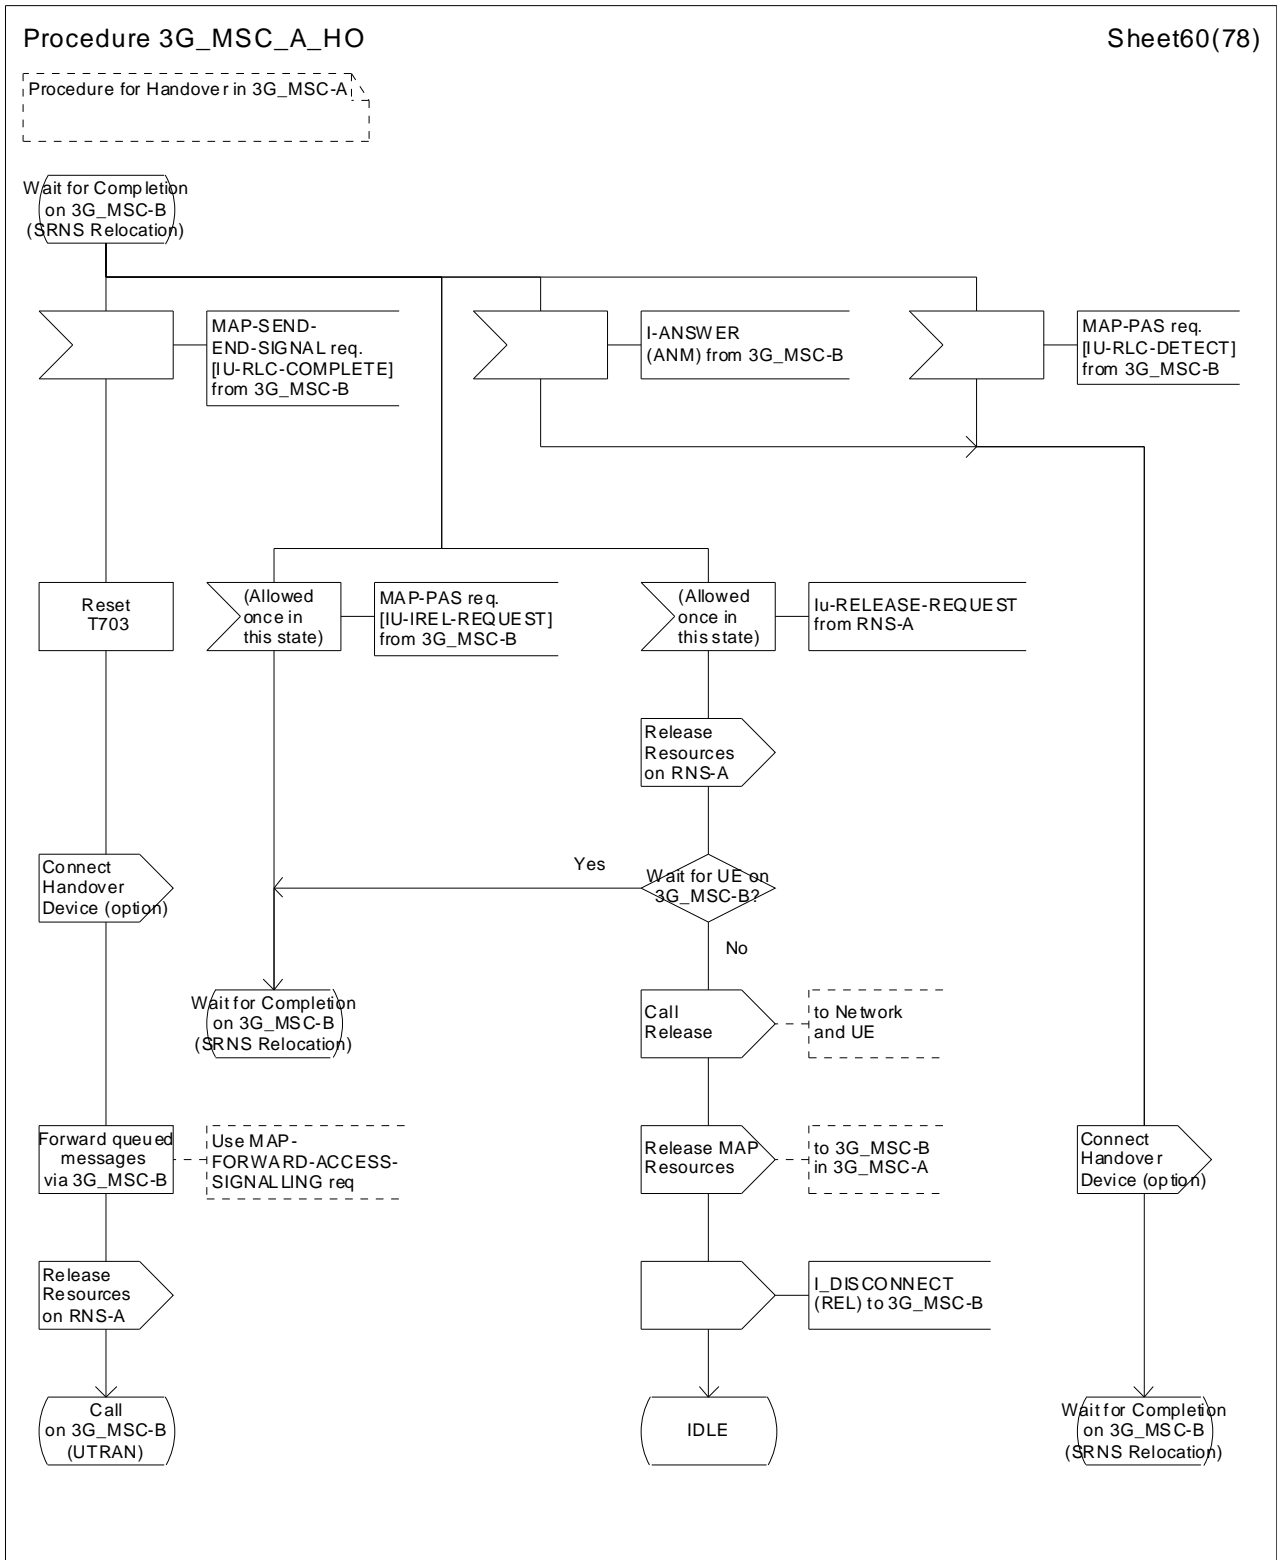 Procedure 3G_MSC_A_HO
Sheet60(78)
Procedure for Handover in 3G_MSC-A
Wait for Completion
on 3G_MSC-B
(SRNS Relocation)
MAP-SEND-
END-SIGNAL req.
[IU-RLC-COMPLETE]
from 3G_MSC-B
I-ANSWER
(ANM) from 3G_MSC-B
MAP-PAS req.
[IU-RLC-DETECT]
from 3G_MSC-B
Reset
T703
(Allowed
once in
this state)
MAP-PAS req.
[IU-IREL-REQUEST]
from 3G_MSC-B
(Allowed
once in
this state)
Iu-RELEASE-REQUEST
from RNS-A
Release
Resources
on RNS-A
Connect
Handover
Device (option)
Yes
Wait for UE on
3G_MSC-B?
No
Wait for Completion
on 3G_MSC-B
(SRNS Relocation)
Call
Release
to Network
and UE
Forward queued
messages
via 3G_MSC-B
Use MAP-
FORWARD-ACCESS-
SIGNALLING req
Release MAP
Resources
to 3G_MSC-B
in 3G_MSC-A
Connect
Handover
Device (option)
Release
Resources
on RNS-A
I_DISCONNECT
(REL) to 3G_MSC-B
Call
on 3G_MSC-B
(UTRAN)
IDLE
Wait for Completion
on 3G_MSC-B
(SRNS Relocation)